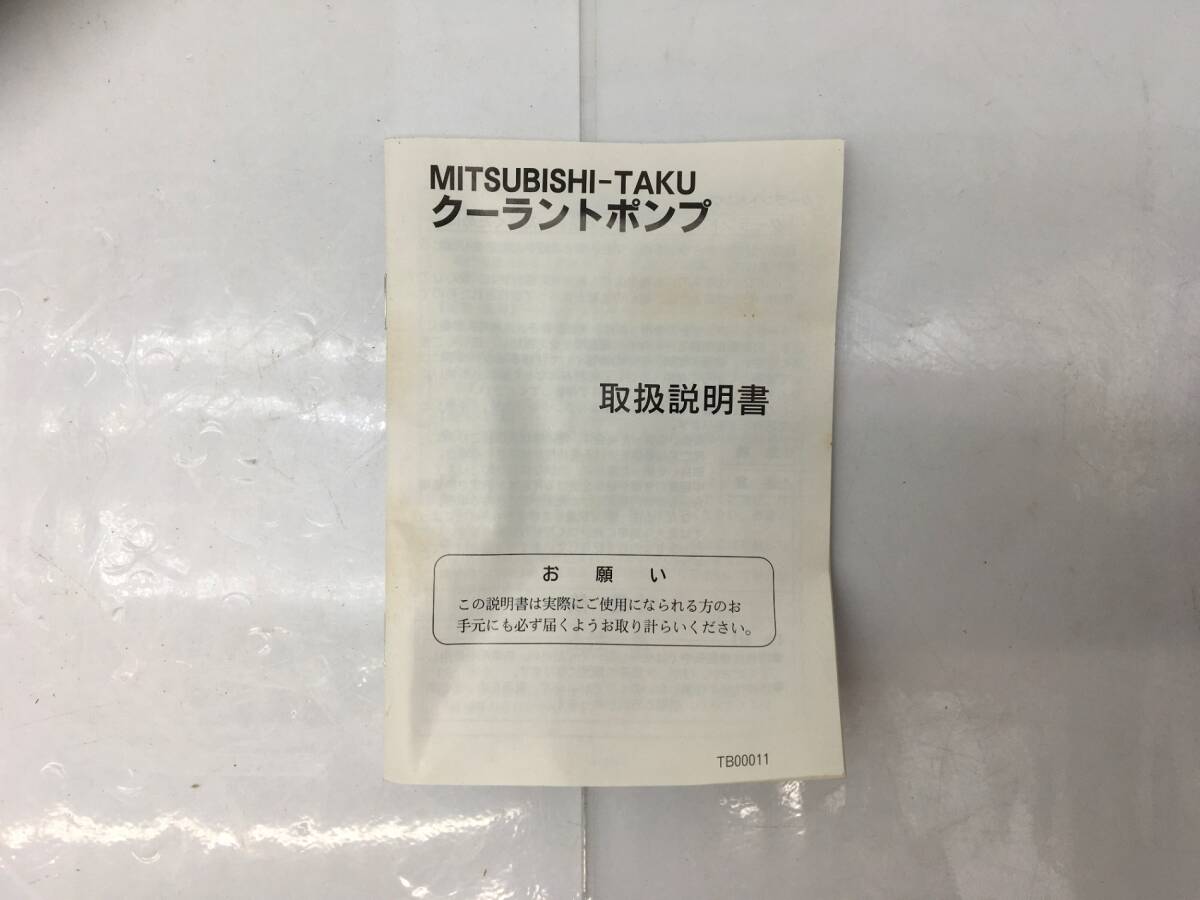 MITSUBISHI-TAKU
クーラントポンプ
取扱説明書
お願い
この説明書は実際にご使用になられる方のお
手元にも必ず届くようお取り計らいください。
TB00011